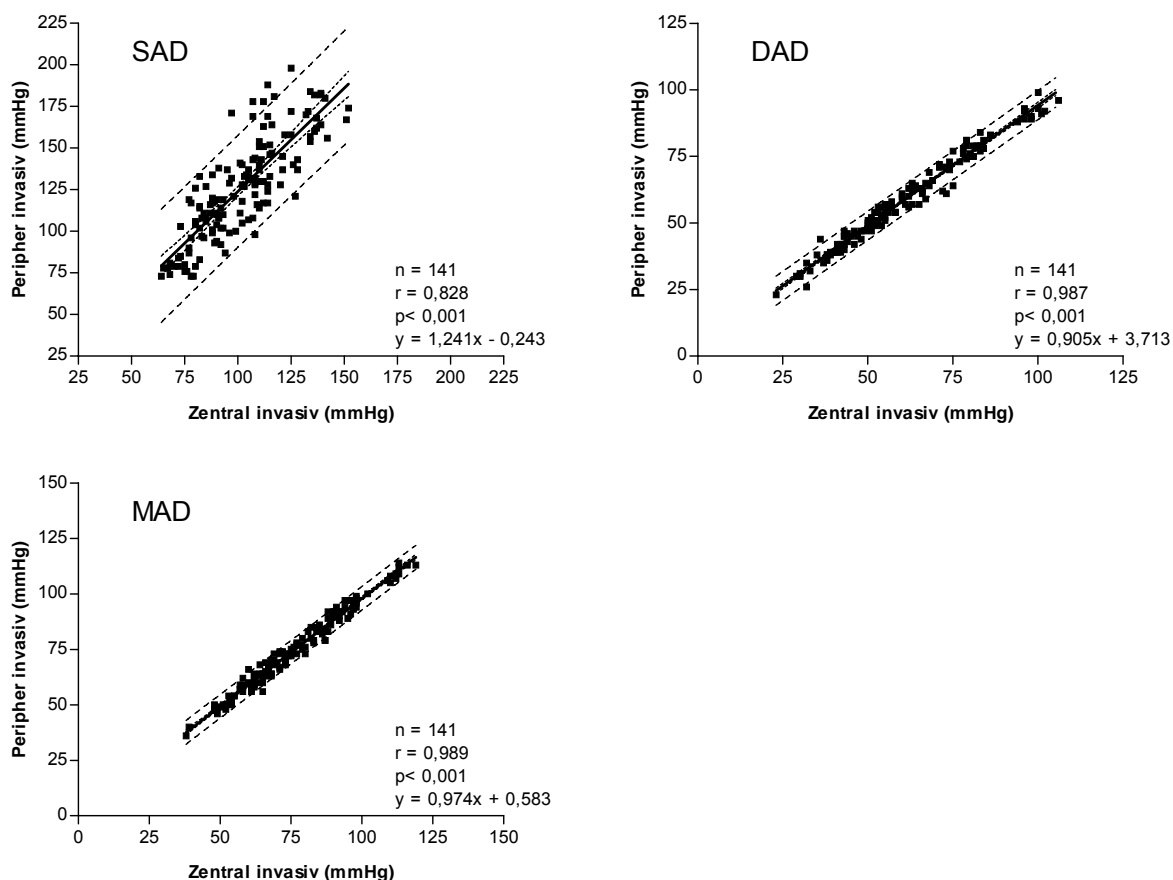 SAD
Peripher invasiv (mmHg)
225
200
175
150
125
100
75
50
25
n = 141
r = 0,828
p< 0,001
y = 1,241x - 0,243
25 50 75 100 125 150 175 200 225
Zentral invasiv (mmHg)
DAD
Peripher invasiv (mmHg)
125
100
75
50
25
0
n = 141
r = 0,987
p< 0,001
y = 0,905x + 3,713
0 25 50 75 100 125
Zentral invasiv (mmHg)
MAD
Peripher invasiv (mmHg)
150
125
100
75
50
25
0
n = 141
r = 0,989
p< 0,001
y = 0,974x + 0,583
0 25 50 75 100 125 150
Zentral invasiv (mmHg)